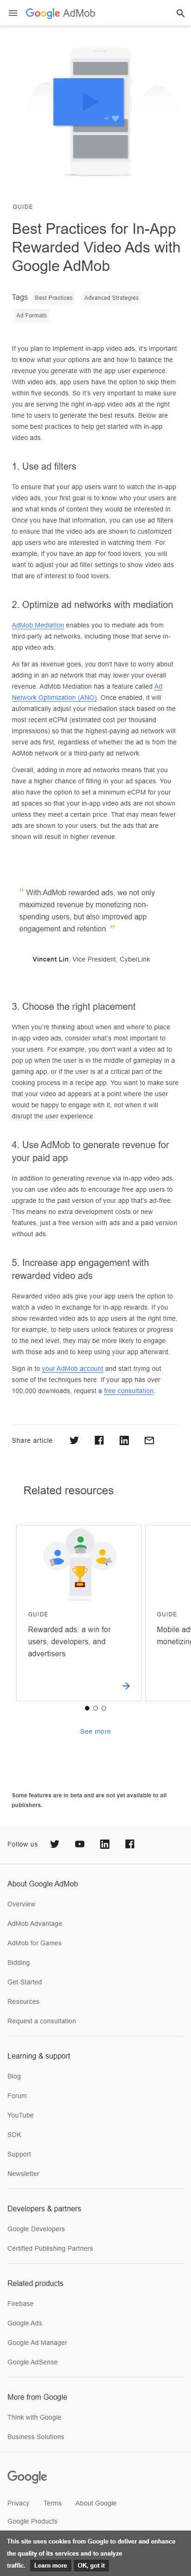 Google AdMob
GUIDE
Best Practices for In-App
Rewarded Video Ads with
Google AdMob
Tags Best Practices Advanced Strategies
Ad Formats
If you plan to implement in-app video ads, it's important
to know what your options are and how to balance the
revenue you generate with the app user experience.
With video ads, app users have the option to skip them
within five seconds. So it's very important to make sure
you are serving the right in-app video ads at the right
time to users to generate the best results. Below are
some best practices to help get started with in-app
video ads.
1. Use ad filters
To ensure that your app users want to watch the in-app
video ads, your first goal is to know who your users are
and what kinds of content they would be interested in.
Once you have that information, you can use ad filters
to ensure that the video ads are shown to customized
app users who are interested in watching them. For
example, if you have an app for food lovers, you will
want to adjust your ad filter settings to show video ads
that are of interest to food lovers.
2. Optimize ad networks with mediation
AdMob Mediation enables you to mediate ads from
third-party ad networks, including those that serve in-
app video ads.
As far as revenue goes, you don't have to worry about
adding in an ad network that may lower your video
revenue. AdMob Mediation has a feature called Ad
Network Optimization (ANO). Once enabled, it will
automatically adjust your mediation stack based on the
most recent eCPM (estimated cost per thousand
impressions) so that the highest-paying ad networks will
serve ads first, regardless of whether the ad is from the
AdMob network or a third-party ad network.
Overall, adding in more ad networks means that you
have a higher chance of filling in your ad spaces. You
also have the option to set a minimum eCPM for your
ad spaces so that your in-app video ads are not shown
unless they meet a certain price. That may mean fewer
ads are shown to your users, but the ads that are
shown will result in higher revenue.
“ With AdMob rewarded ads, we not only
maximized revenue by monetizing non-
spending users, but also improved app
engagement and retention. ”
Vincent Lin, Vice President, CyberLink
3. Choose the right placement
When you're thinking about when and where to place
in-app video ads, consider what's most important to
your users. For example, you don't want a video ad to
pop up when the user is in the middle of gameplay in a
gaming app, or if the user is at a critical part of the
cooking process in a recipe app. You want to make sure
that your video ad appears at a point where the user
would be happy to engage with it, not when it will
disrupt the user experience.
4. Use AdMob to generate revenue for
your paid app
In addition to generating revenue via in-app video ads,
you can use video ads to encourage free app users to
upgrade and buy the version of your app that's ad-free.
This means no extra development costs or new
features, just a free version with ads and a paid version
without ads.
5. Increase app engagement with
rewarded video ads
Rewarded video ads give your app users the option to
watch a video in exchange for in-app rewards. If you
choose to show rewarded video ads in your app, for
example, to help users unlock features or progress
to the next level, they may be more likely to engage
with those ads and to keep using your app afterward.
Sign in to your AdMob account and start trying out
some of the techniques here. If your app has over
100,000 downloads, request a free consultation.
Share article
Related resources
GUIDE
GUIDE
Rewarded ads: a win for
users, developers, and
advertisers
Mobile ads
monetizing
See more
Some features are in beta and are not yet available to all
publishers.
Follow us
About Google AdMob
Overview
AdMob Advantage
AdMob for Games
Bidding
Get Started
Resources
Request a consultation
Learning & support
Blog
Forum
YouTube
SDK
Support
Newsletter
Developers & partners
Google Developers
Certified Publishing Partners
Related products
Firebase
Google Ads
Google Ad Manager
Google AdSense
More from Google
Think with Google
Business Solutions
Google
Privacy Terms About Google
Google Products
This site uses cookies from Google to deliver and enhance
the quality of its services and to analyze
traffic. Learn more OK, got it